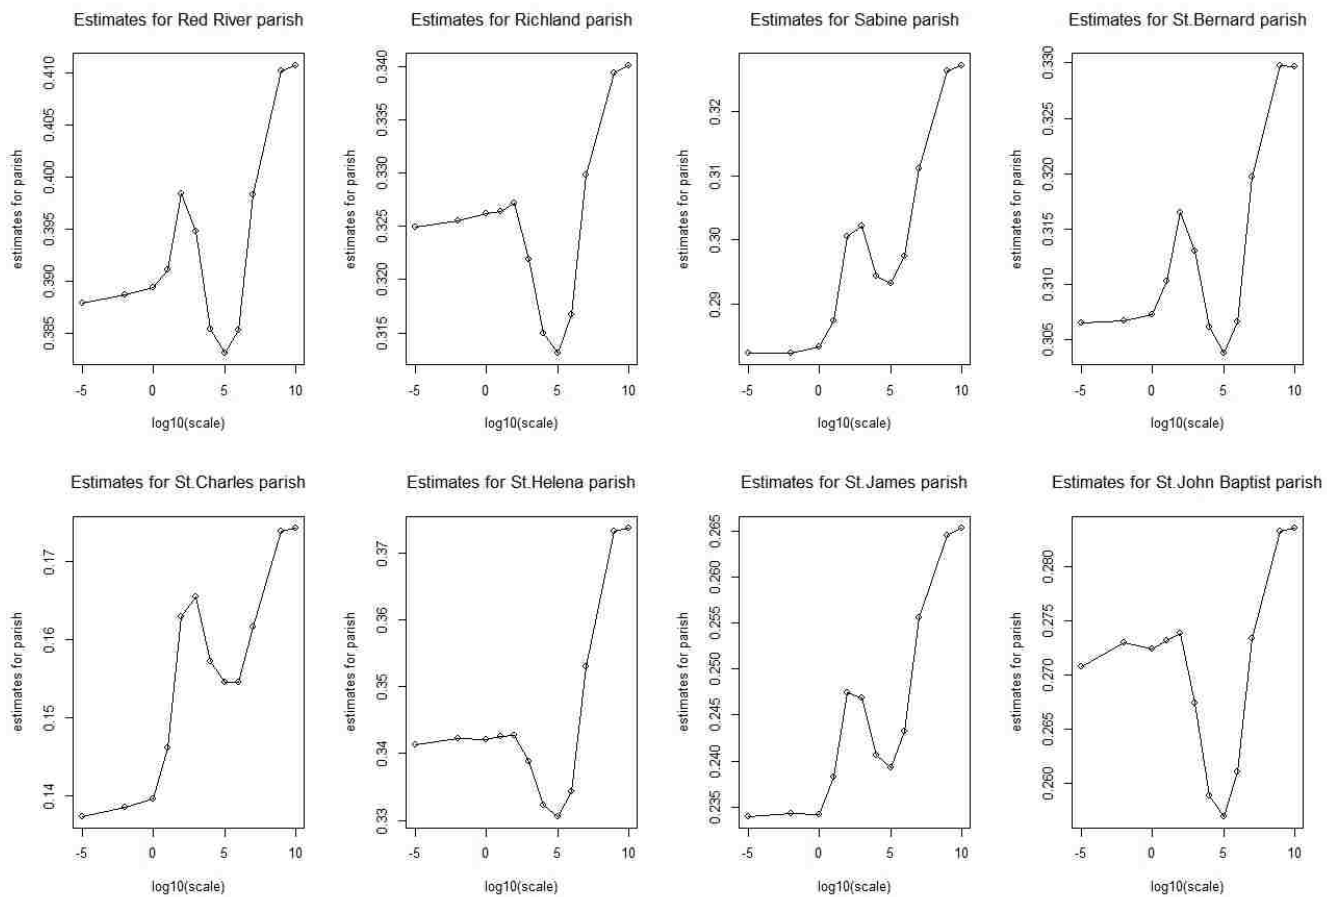 Estimates for Red River parish
Estimates for Richland parish
Estimates for Sabine parish
Estimates for St.Bernard parish
estimates for parish
0.385 0.390 0.395 0.400 0.405 0.410
-5 0 5 10
log10(scale)
estimates for parish
0.315 0.320 0.325 0.330 0.335 0.340
-5 0 5 10
log10(scale)
estimates for parish
0.29 0.30 0.31 0.32
-5 0 5 10
log10(scale)
estimates for parish
0.305 0.310 0.315 0.320 0.325 0.330
-5 0 5 10
log10(scale)
Estimates for St.Charles parish
Estimates for St.Helena parish
Estimates for St.James parish
Estimates for St.John Baptist parish
estimates for parish
0.14 0.15 0.16 0.17
-5 0 5 10
log10(scale)
estimates for parish
0.33 0.34 0.35 0.36 0.37
-5 0 5 10
log10(scale)
estimates for parish
0.235 0.240 0.245 0.250 0.255 0.260 0.265
-5 0 5 10
log10(scale)
estimates for parish
0.260 0.265 0.270 0.275 0.280
-5 0 5 10
log10(scale)